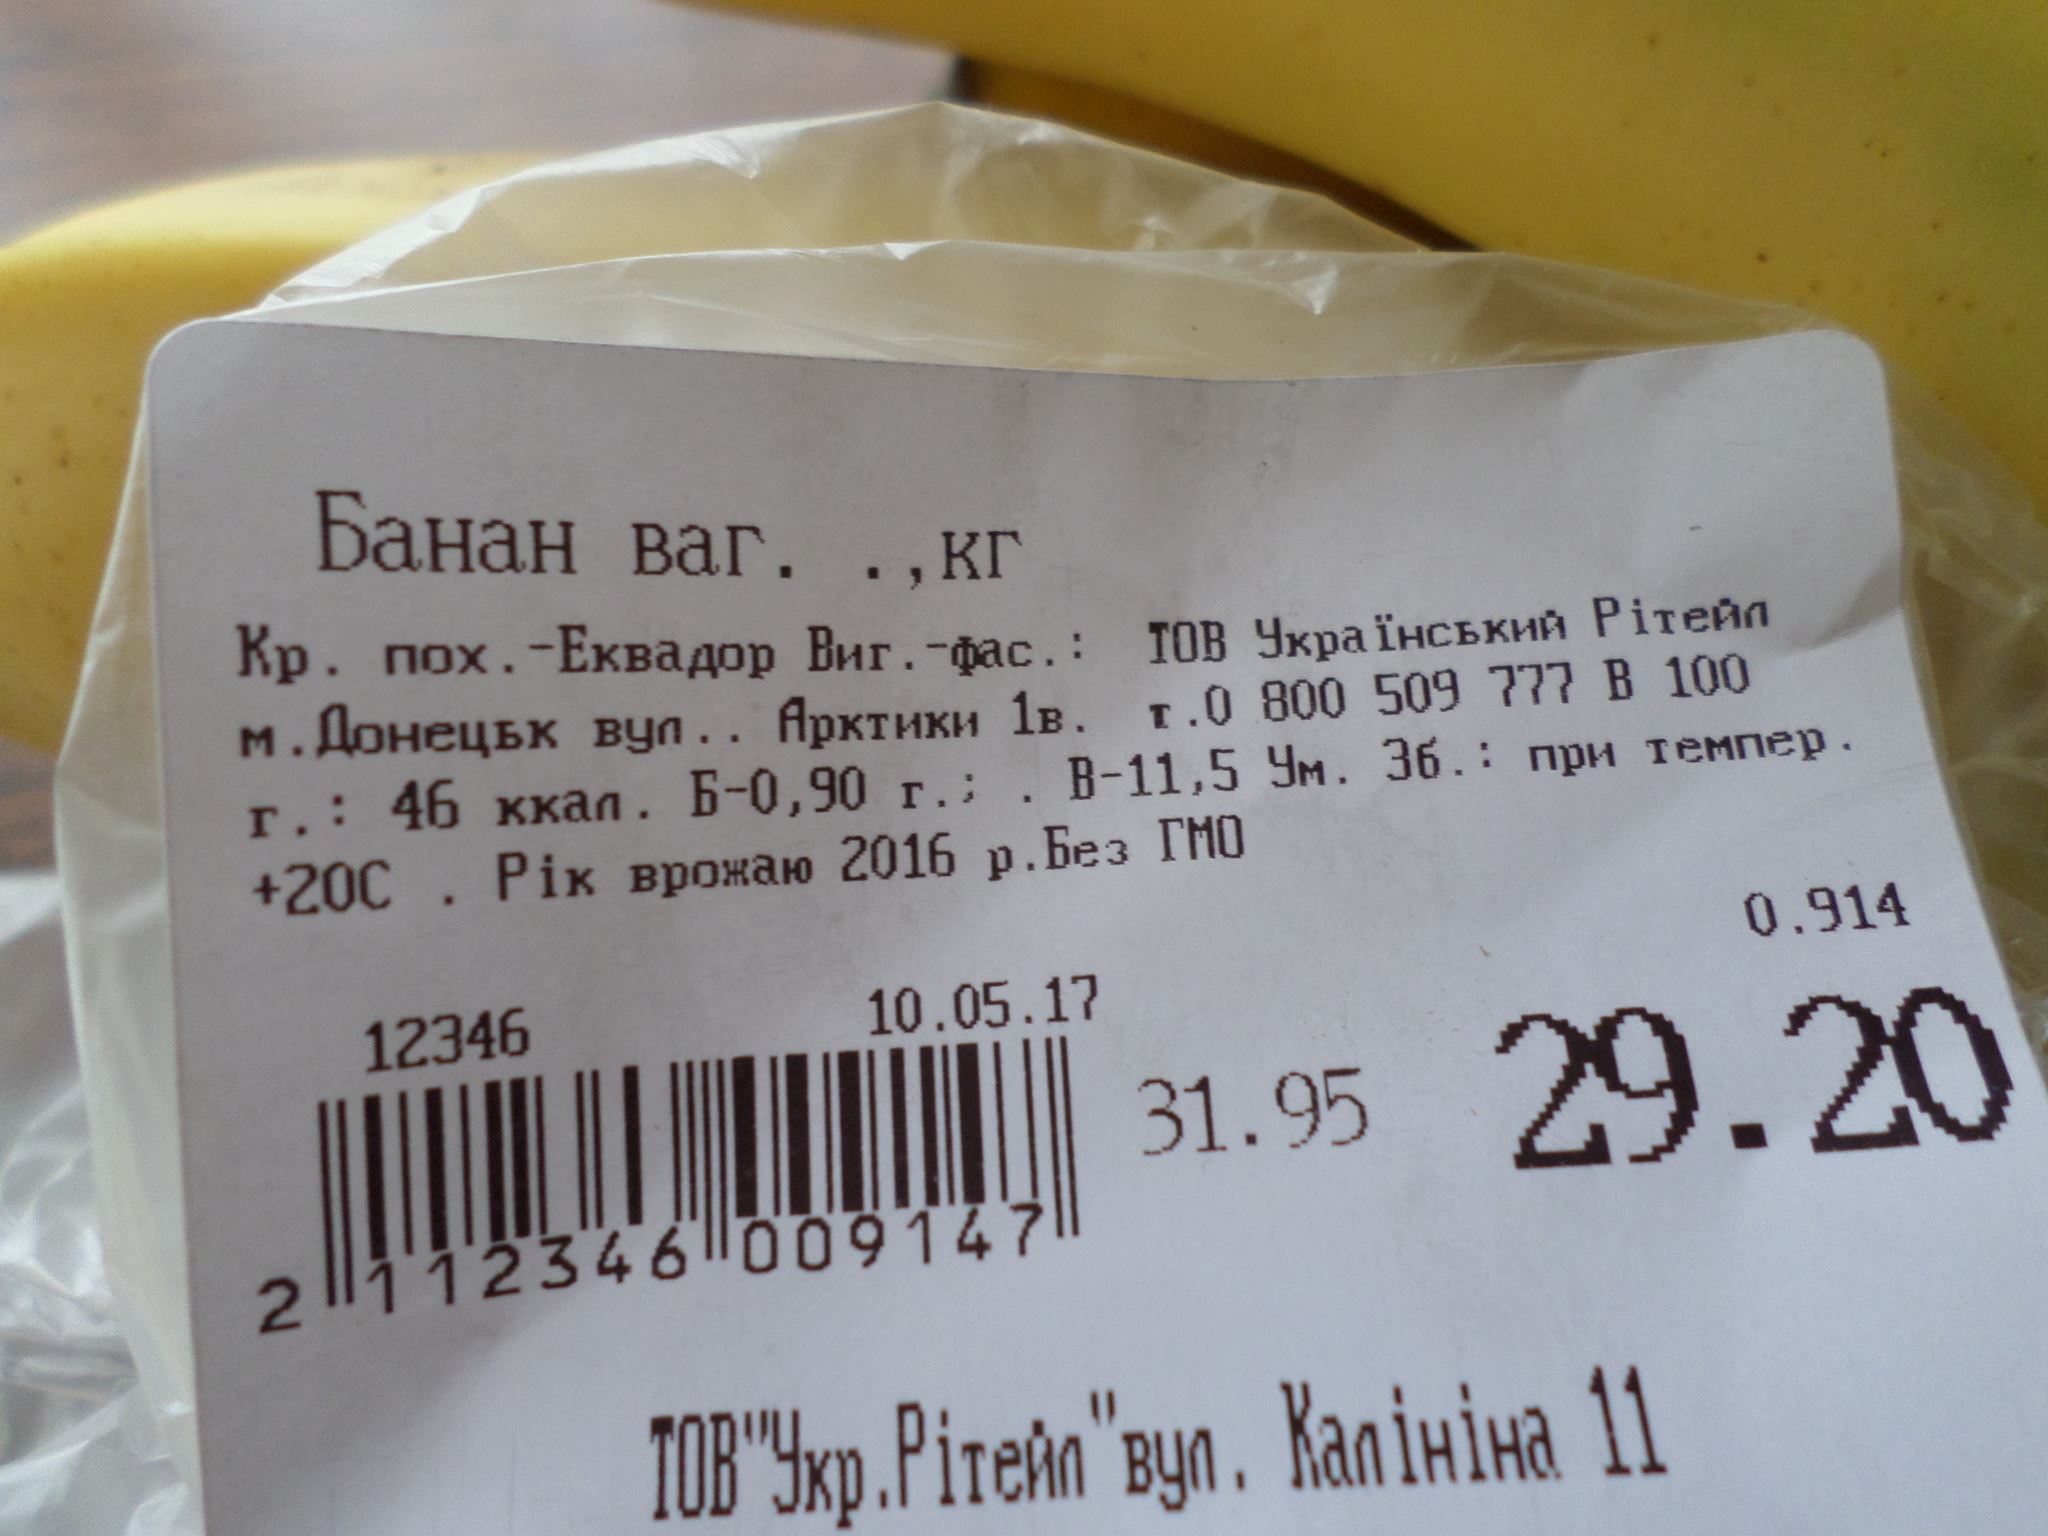 Банан ваг. .,кг
Кр. пох.-Еквадор Виг.-фас.: ТОВ Український Рітейл
м.Донецьк вул.. Арктики 1в. т.0 800 509 777 В 100
г.: 46 ккал. Б-0,90 г.; . В-11,5 Ум. Зб.: при темпер.
+20С . Рік врожаю 2016 р.Без ГМО
0.914
12346 10.05.17
31.95 29.20
2 112346 009147
ТОВ"Укр.Рітейл"вул. Калініна 11